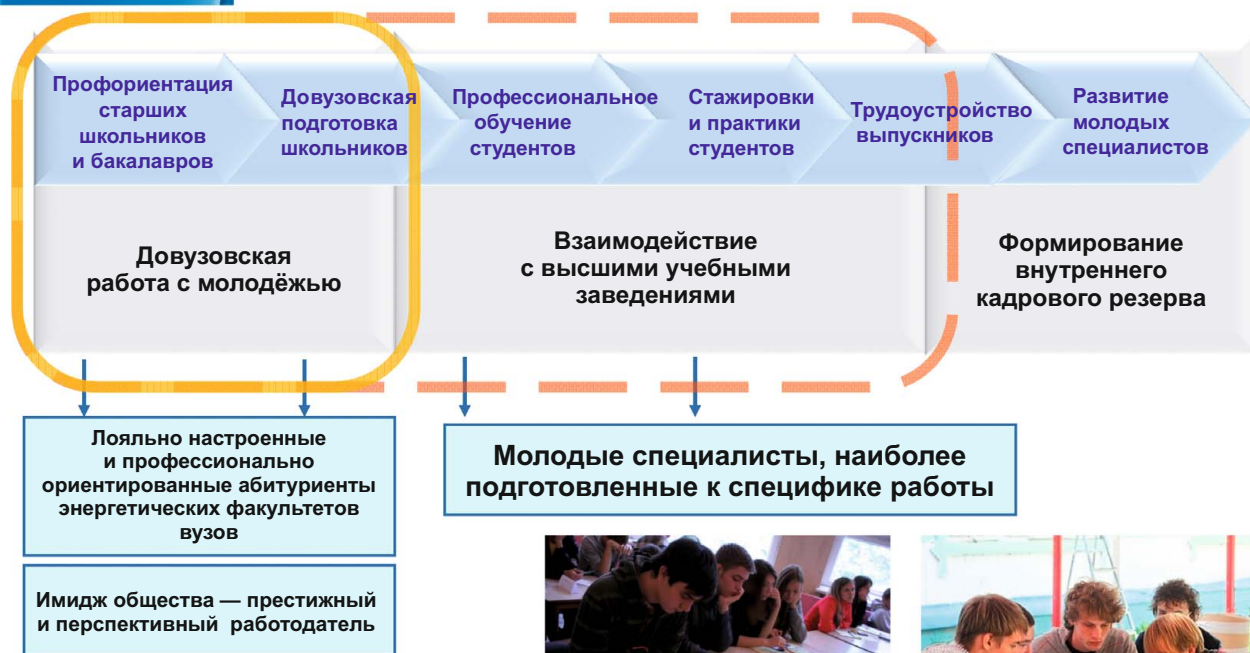 Профориентация
старших
школьников
и бакалавров
Довузовская
подготовка
школьников
Профессиональное
обучение
студентов
Стажировки
и практики
студентов
Трудоустройство
выпускников
Развитие
молодых
специалистов
Довузовская
работа с молодёжью
Взаимодействие
с высшими учебными
заведениями
Формирование
внутреннего
кадрового резерва
Лояльно настроенные
и профессионально
ориентированные абитуриенты
энергетических факультетов
вузов
Молодые специалисты, наиболее
подготовленные к специфике работы
Имидж общества — престижный
и перспективный работодатель